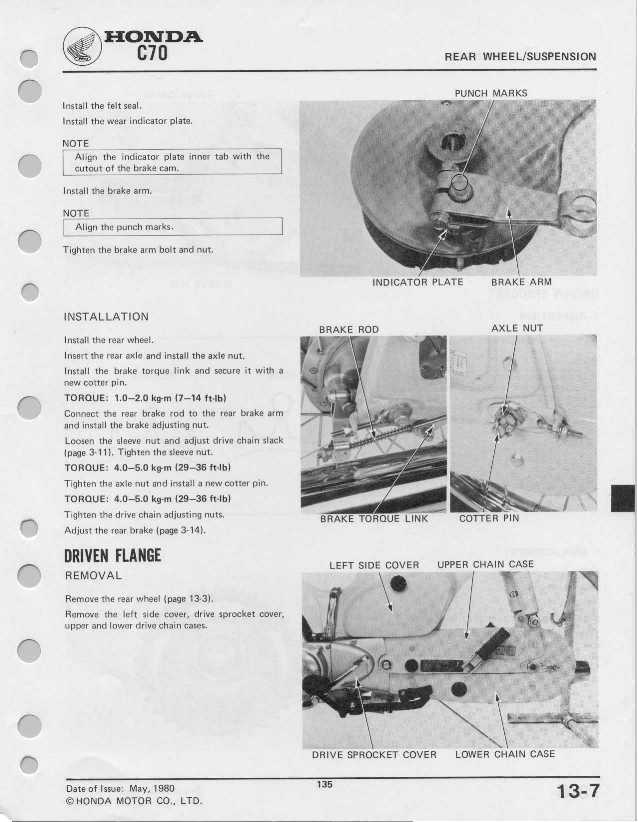 HONDA
C70
REAR WHEEL/SUSPENSION
Install the felt seal.
Install the wear indicator plate.
NOTE
Align the indicator plate inner tab with the
cutout of the brake cam.
Install the brake arm.
NOTE
Align the punch marks.
Tighten the brake arm bolt and nut.
PUNCH MARKS
INDICATOR PLATE
BRAKE ARM
INSTALLATION
Install the rear wheel.
Insert the rear axle and install the axle nut.
Install the brake torque link and secure it with a
new cotter pin.
TORQUE: 1.0–2.0 kg-m (7–14 ft-lb)
Connect the rear brake rod to the rear brake arm
and install the brake adjusting nut.
Loosen the sleeve nut and adjust drive chain slack
(page 3-11). Tighten the sleeve nut.
TORQUE: 4.0–5.0 kg-m (29–36 ft-lb)
Tighten the axle nut and install a new cotter pin.
TORQUE: 4.0–5.0 kg-m (29–36 ft-lb)
Tighten the drive chain adjusting nuts.
Adjust the rear brake (page 3-14).
BRAKE ROD
AXLE NUT
BRAKE TORQUE LINK
COTTER PIN
DRIVEN FLANGE
REMOVAL
Remove the rear wheel (page 13-3).
Remove the left side cover, drive sprocket cover,
upper and lower drive chain cases.
LEFT SIDE COVER
UPPER CHAIN CASE
DRIVE SPROCKET COVER
LOWER CHAIN CASE
Date of Issue: May, 1980
© HONDA MOTOR CO., LTD.
135
13-7